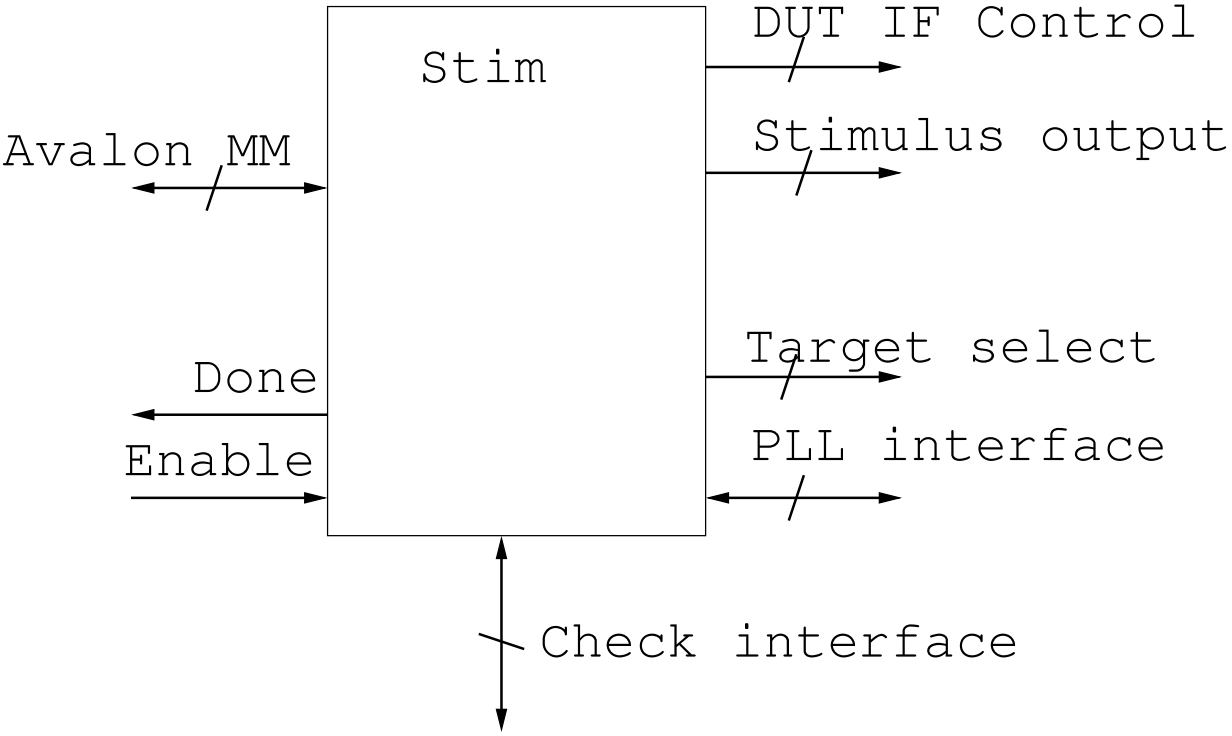 DUT IF Control
Stim
Avalon MM
Stimulus output
Target select
Done
PLL interface
Enable
Check interface